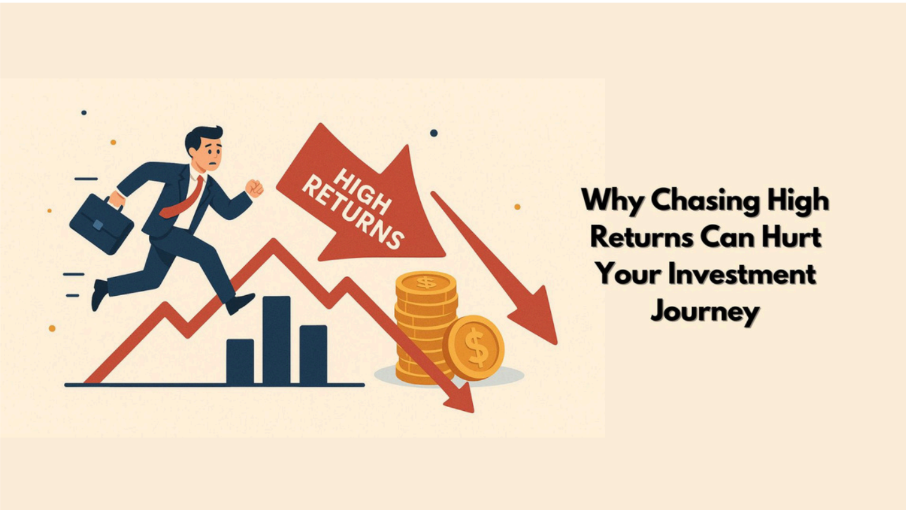 HIGH
RETURNS
$
$
Why Chasing High
Returns Can Hurt
Your Investment
Journey